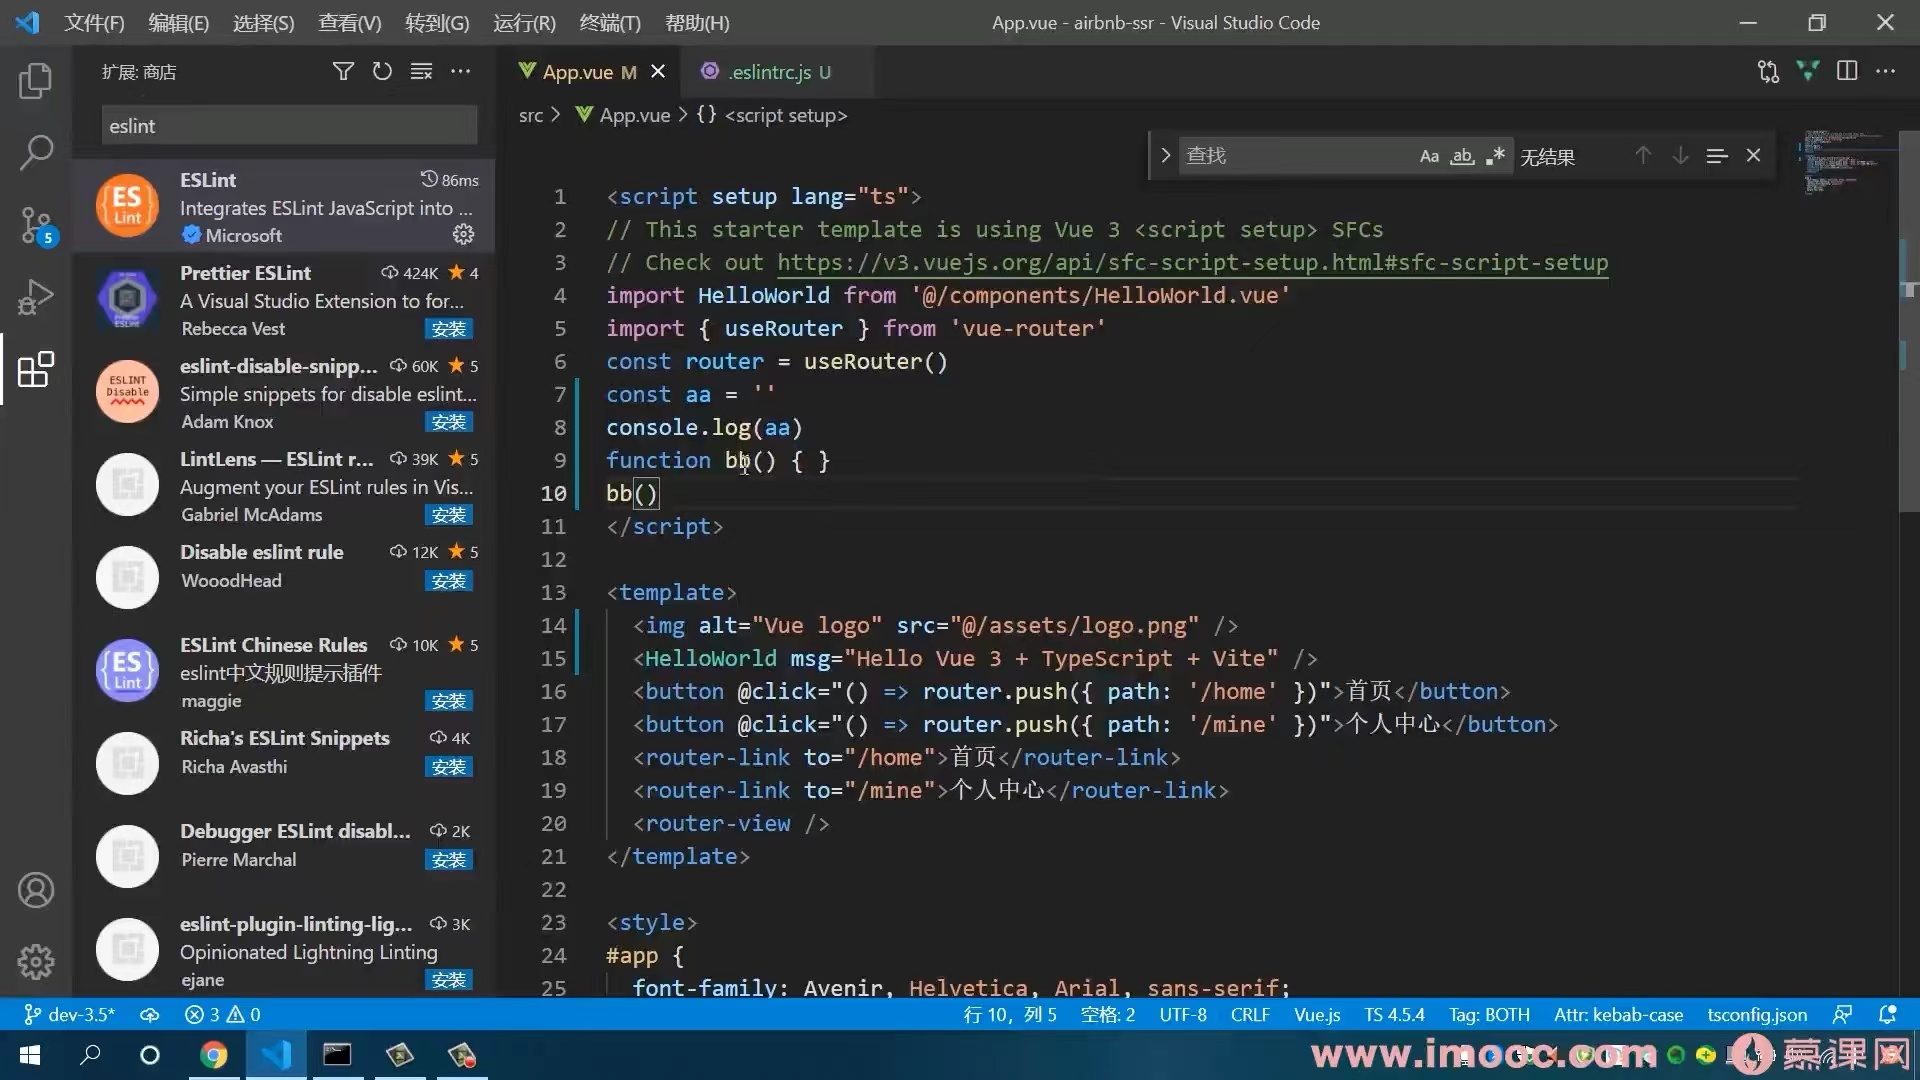 文件(F) 编辑(E) 选择(S) 查看(V) 转到(G) 运行(R) 终端(T) 帮助(H)
App.vue - airbnb-ssr - Visual Studio Code
扩展: 商店
eslint
ESLint 86ms
Integrates ESLint JavaScript into ...
Microsoft
Prettier ESLint 424K 4
A Visual Studio Extension to for...
Rebecca Vest 安装
eslint-disable-snipp... 60K 5
Simple snippets for disable eslint...
Adam Knox 安装
LintLens — ESLint r... 39K 5
Augment your ESLint rules in Vis...
Gabriel McAdams 安装
Disable eslint rule 12K 5
WooodHead 安装
ESLint Chinese Rules 10K 5
eslint中文规则提示插件
maggie 安装
Richa's ESLint Snippets 4K
Richa Avasthi 安装
Debugger ESLint disabl... 2K
Pierre Marchal 安装
eslint-plugin-linting-lig... 3K
Opinionated Lightning Linting
ejane 安装
ES Lint
ESLINT Disable
ES Lint
App.vue M .eslintrc.js U
src > App.vue > {} <script setup>
查找 Aa ab .* 无结果
1 <script setup lang="ts">
2 // This starter template is using Vue 3 <script setup> SFCs
3 // Check out https://v3.vuejs.org/api/sfc-script-setup.html#sfc-script-setup
4 import HelloWorld from '@/components/HelloWorld.vue'
5 import { useRouter } from 'vue-router'
6 const router = useRouter()
7 const aa = ''
8 console.log(aa)
9 function bb() { }
10 bb()
11 </script>
12
13 <template>
14 <img alt="Vue logo" src="@/assets/logo.png" />
15 <HelloWorld msg="Hello Vue 3 + TypeScript + Vite" />
16 <button @click="() => router.push({ path: '/home' })">首页</button>
17 <button @click="() => router.push({ path: '/mine' })">个人中心</button>
18 <router-link to="/home">首页</router-link>
19 <router-link to="/mine">个人中心</router-link>
20 <router-view />
21 </template>
22
23 <style>
24 #app {
25 font-family: Avenir, Helvetica, Arial, sans-serif;
5
dev-3.5* 3 0
行 10，列 5 空格: 2 UTF-8 CRLF Vue.js TS 4.5.4 Tag: BOTH Attr: kebab-case tsconfig.json
www.imooc.com 慕课网